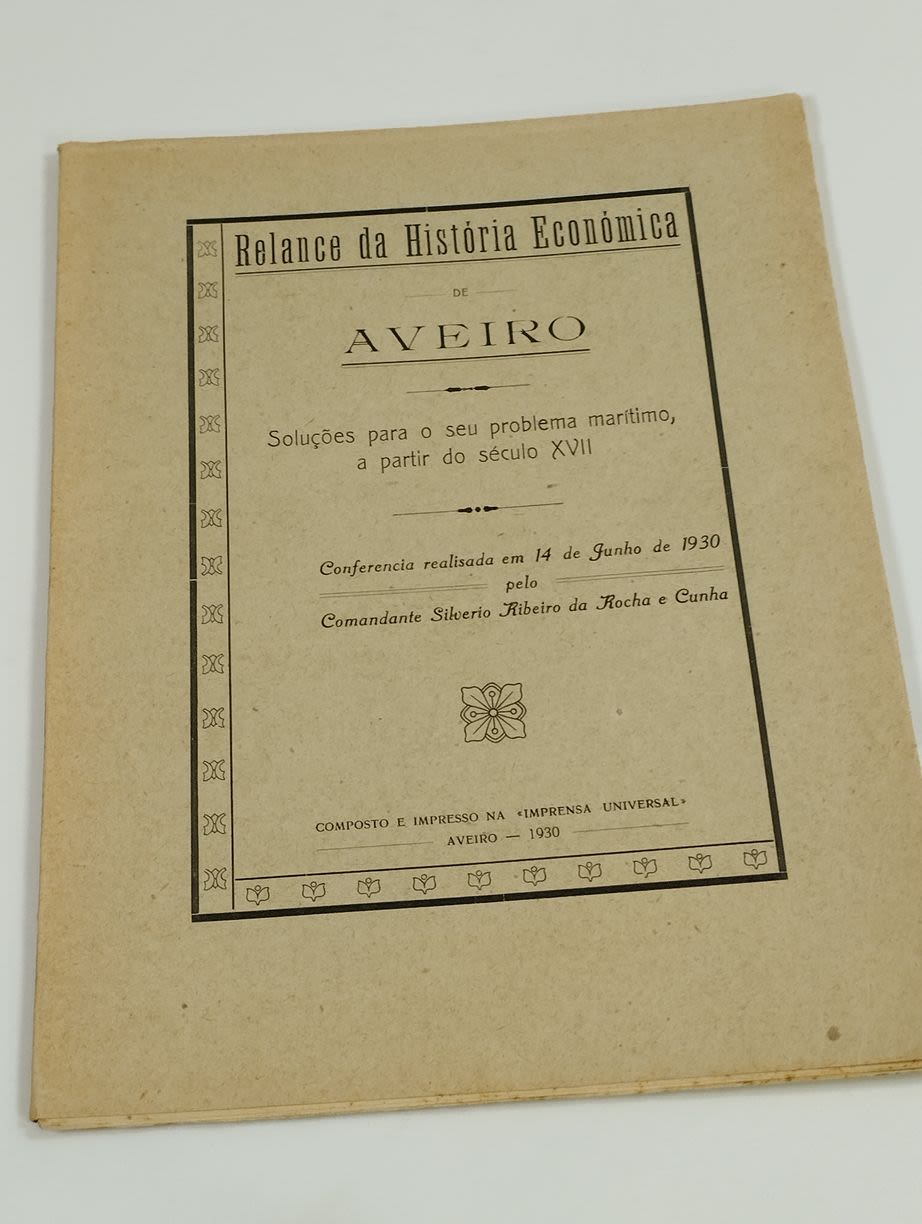 Relance da História Económica
DE
AVEIRO
Soluções para o seu problema marítimo,
a partir do século XVII
Conferencia realisada em 14 de Junho de 1930
pelo
Comandante Silverio Ribeiro da Rocha e Cunha
COMPOSTO E IMPRESSO NA «IMPRENSA UNIVERSAL»
AVEIRO — 1930